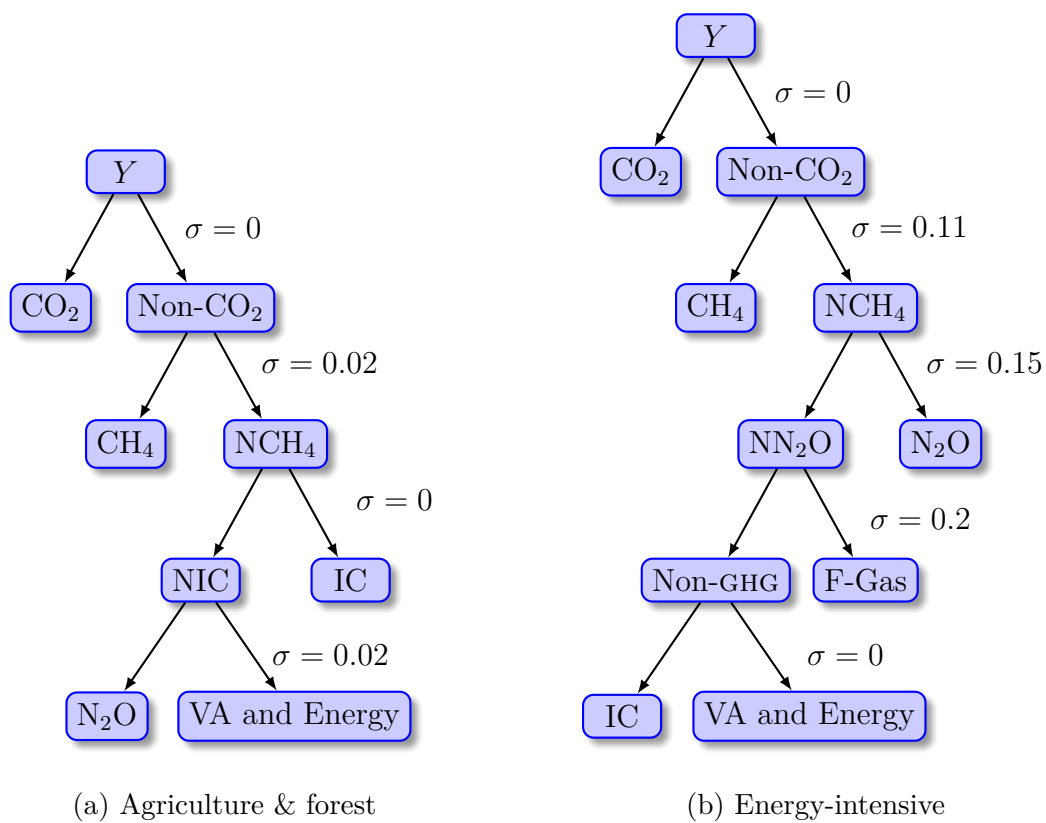 Y
CO₂ Non-CO₂
σ = 0
CH₄ NCH₄
σ = 0.02
NIC IC
σ = 0
N₂O VA and Energy
σ = 0.02
(a) Agriculture & forest
Y
CO₂ Non-CO₂
σ = 0
CH₄ NCH₄
σ = 0.11
NN₂O N₂O
σ = 0.15
Non-GHG F-Gas
σ = 0.2
IC VA and Energy
σ = 0
(b) Energy-intensive